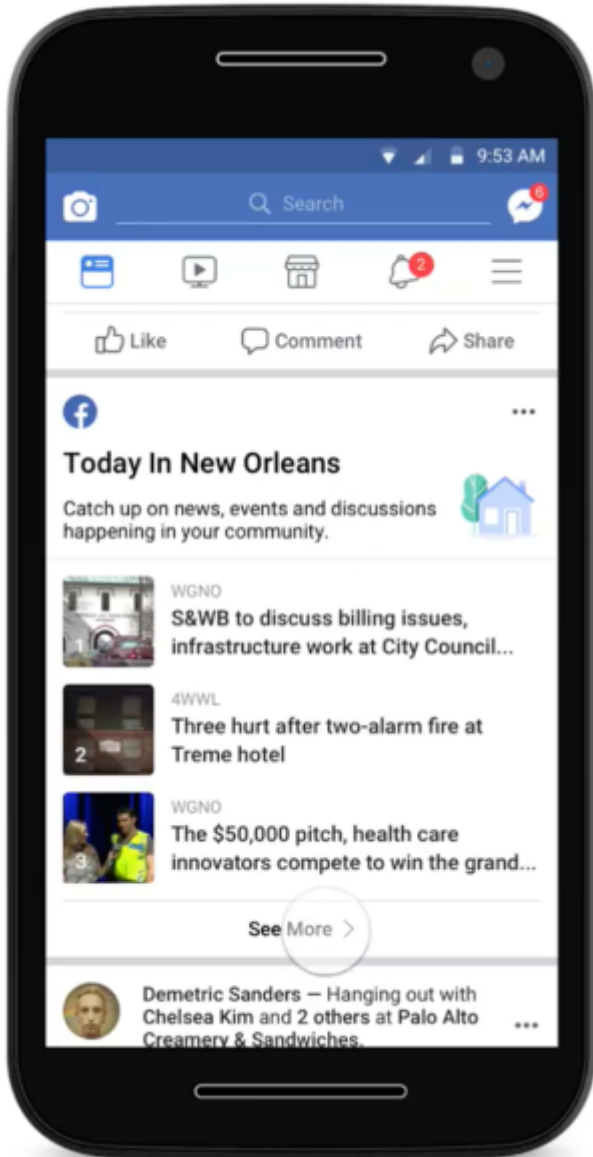 9:53 AM
Search
6
2
Like Comment Share
Today In New Orleans
Catch up on news, events and discussions
happening in your community.
WGNO
S&WB to discuss billing issues,
infrastructure work at City Council...
1
4WWL
Three hurt after two-alarm fire at
Treme hotel
2
WGNO
The $50,000 pitch, health care
innovators compete to win the grand...
3
See More
Demetric Sanders — Hanging out with
Chelsea Kim and 2 others at Palo Alto
Creamery & Sandwiches.